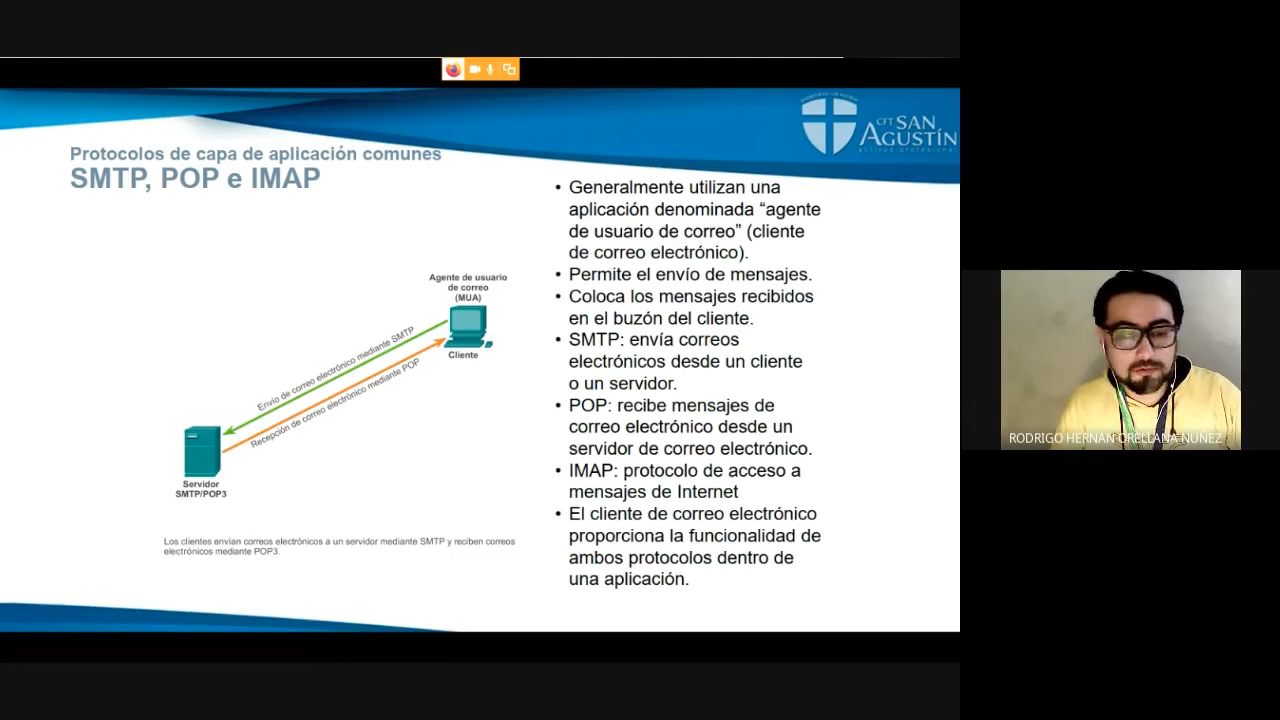 CFT SAN
AGUSTÍN
actitud profesional
Protocolos de capa de aplicación comunes
SMTP, POP e IMAP
Agente de usuario
de correo
(MUA)
Cliente
Envío de correo electrónico mediante SMTP
Recepción de correo electrónico mediante POP
Servidor
SMTP/POP3
Los clientes envían correos electrónicos a un servidor mediante SMTP y reciben correos
electrónicos mediante POP3.
• Generalmente utilizan una
aplicación denominada “agente
de usuario de correo” (cliente
de correo electrónico).
• Permite el envío de mensajes.
• Coloca los mensajes recibidos
en el buzón del cliente.
• SMTP: envía correos
electrónicos desde un cliente
o un servidor.
• POP: recibe mensajes de
correo electrónico desde un
servidor de correo electrónico.
• IMAP: protocolo de acceso a
mensajes de Internet
• El cliente de correo electrónico
proporciona la funcionalidad de
ambos protocolos dentro de
una aplicación.
RODRIGO HERNAN ORELLANA NUNEZ